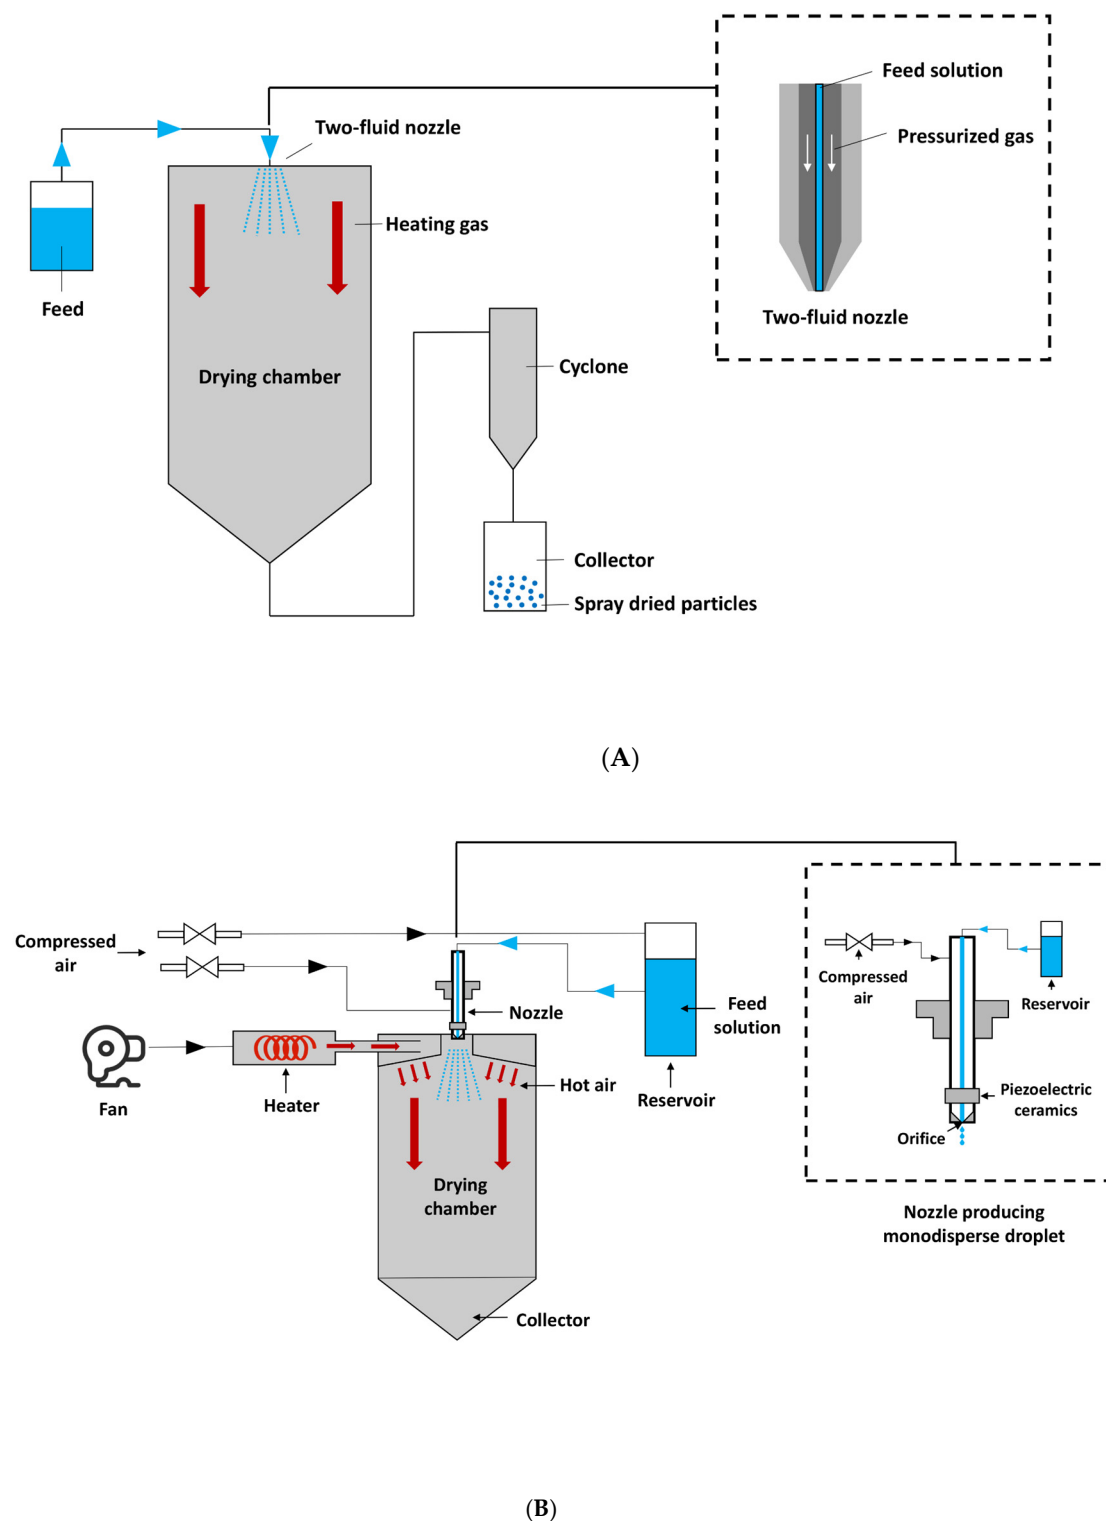 Feed solution
Pressurized gas
Two-fluid nozzle
Two-fluid nozzle
Heating gas
Feed
Drying chamber
Cyclone
Collector
Spray dried particles
(A)
Compressed
air
Nozzle
Feed
solution
Fan
Heater
Hot air
Reservoir
Drying
chamber
Collector
Compressed
air
Reservoir
Piezoelectric
ceramics
Orifice
Nozzle producing
monodisperse droplet
(B)